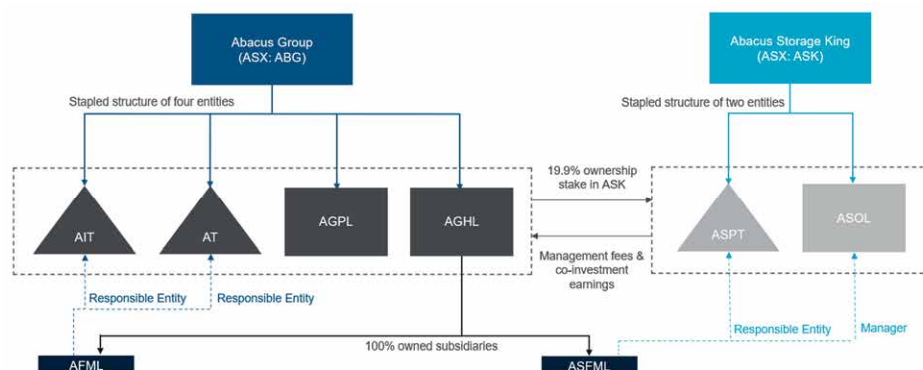 Abacus Group
(ASX: ABG)
Abacus Storage King
(ASX: ASK)
Stapled structure of four entities
Stapled structure of two entities
19.9% ownership
stake in ASK
AIT
AT
AGPL
AGHL
ASPT
ASOL
Management fees &
co-investment
earnings
Responsible Entity
Responsible Entity
Responsible Entity
Manager
100% owned subsidiaries
AFML
ASFML